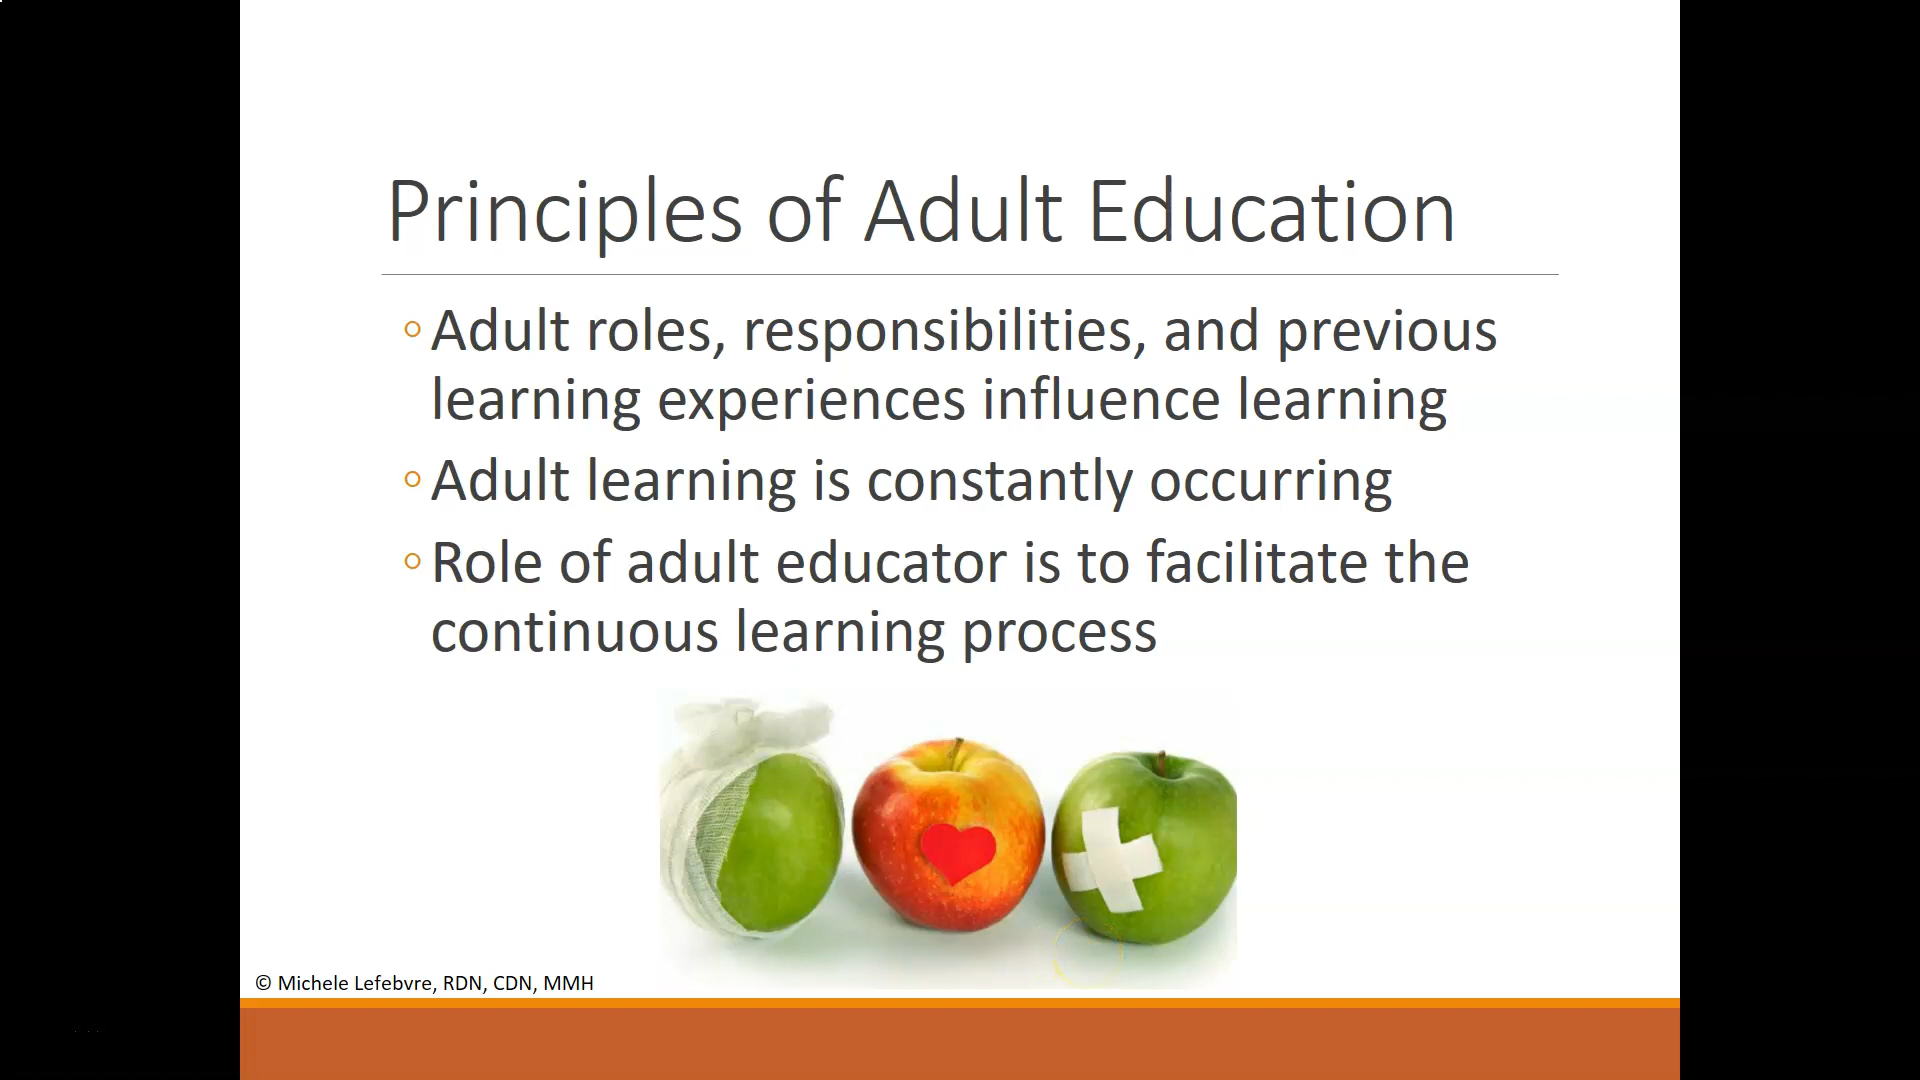 Principles of Adult Education
Adult roles, responsibilities, and previous
learning experiences influence learning
Adult learning is constantly occurring
Role of adult educator is to facilitate the
continuous learning process
© Michele Lefebvre, RDN, CDN, MMH